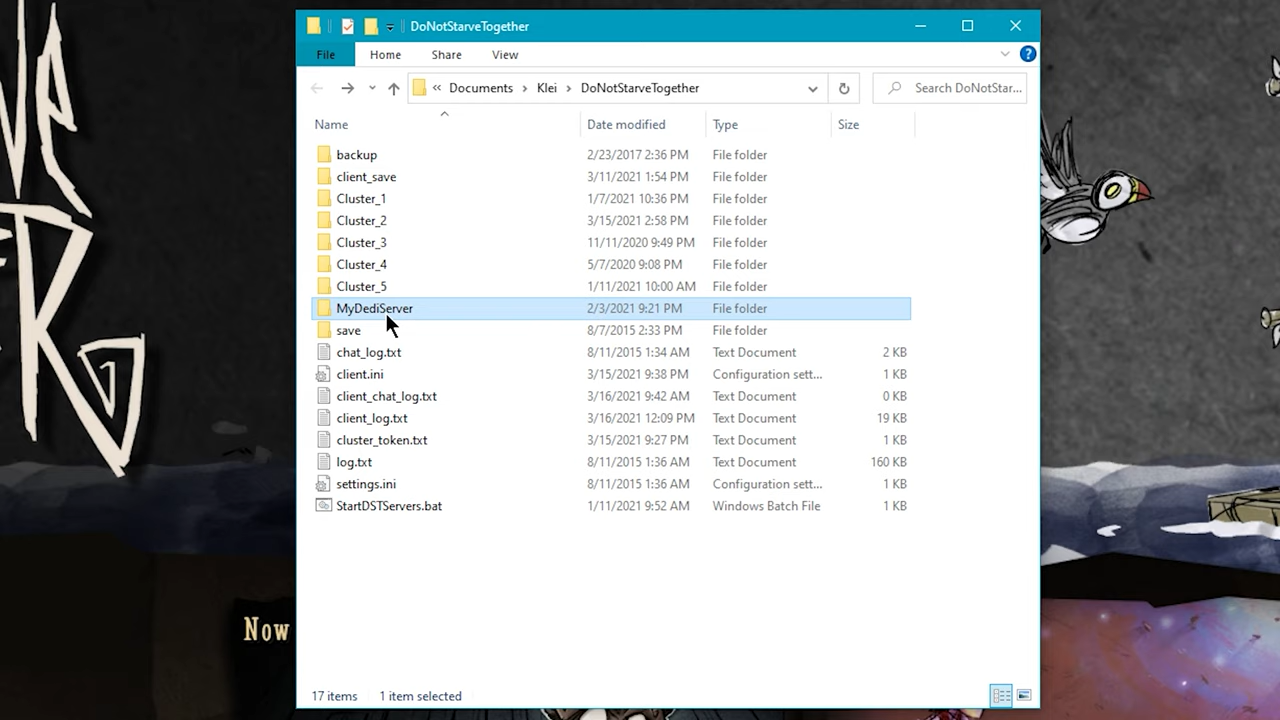 DoNotStarveTogether
File Home Share View
« Documents > Klei > DoNotStarveTogether Search DoNotStar...
Name Date modified Type Size
backup 2/23/2017 2:36 PM File folder
client_save 3/11/2021 1:54 PM File folder
Cluster_1 1/7/2021 10:36 PM File folder
Cluster_2 3/15/2021 2:58 PM File folder
Cluster_3 11/11/2020 9:49 PM File folder
Cluster_4 5/7/2020 9:08 PM File folder
Cluster_5 1/11/2021 10:00 AM File folder
MyDediServer 2/3/2021 9:21 PM File folder
save 8/7/2015 2:33 PM File folder
chat_log.txt 8/11/2015 1:34 AM Text Document 2 KB
client.ini 3/15/2021 9:38 PM Configuration sett... 1 KB
client_chat_log.txt 3/16/2021 9:42 AM Text Document 0 KB
client_log.txt 3/16/2021 12:09 PM Text Document 19 KB
cluster_token.txt 3/15/2021 9:27 PM Text Document 1 KB
log.txt 8/11/2015 1:36 AM Text Document 160 KB
settings.ini 8/11/2015 1:36 AM Configuration sett... 1 KB
StartDSTServers.bat 1/11/2021 9:52 AM Windows Batch File 1 KB
Now
17 items 1 item selected